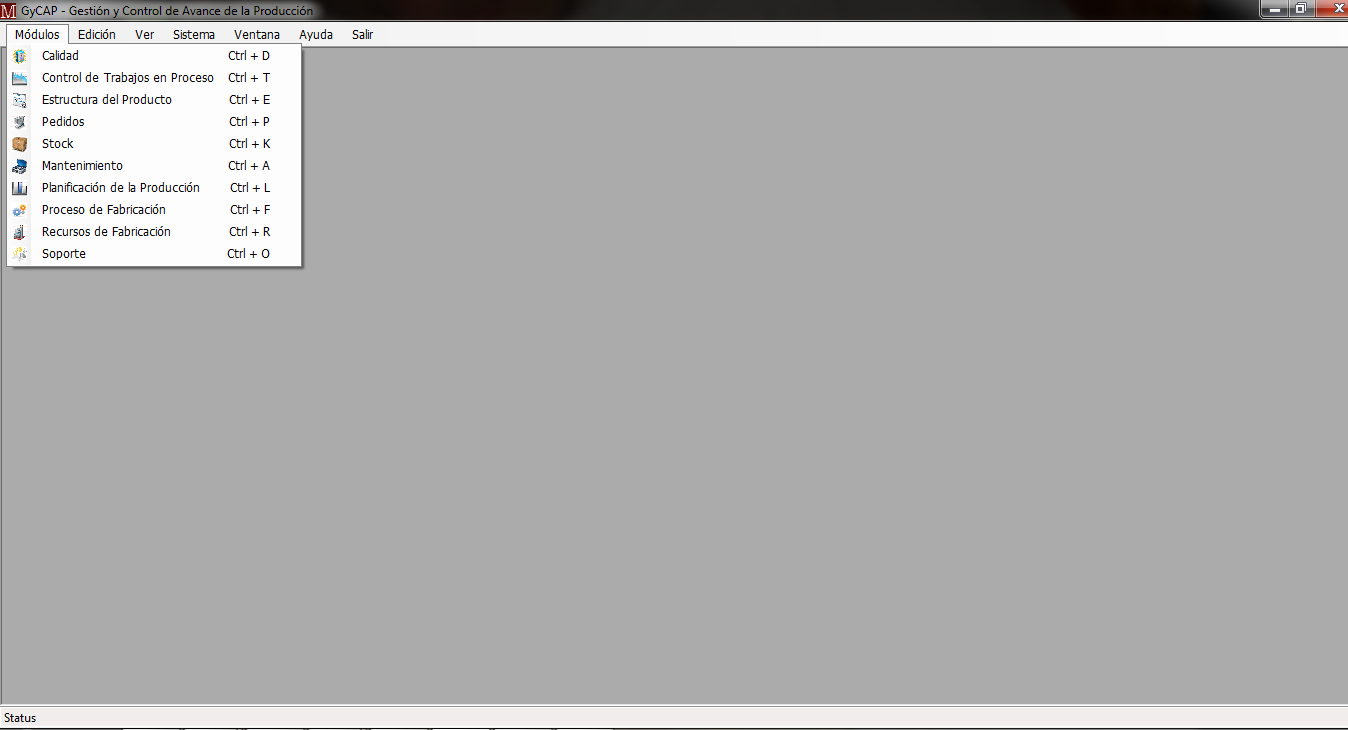 M GyCAP - Gestión y Control de Avance de la Producción
Módulos Edición Ver Sistema Ventana Ayuda Salir
Calidad Ctrl + D
Control de Trabajos en Proceso Ctrl + T
Estructura del Producto Ctrl + E
Pedidos Ctrl + P
Stock Ctrl + K
Mantenimiento Ctrl + A
Planificación de la Producción Ctrl + L
Proceso de Fabricación Ctrl + F
Recursos de Fabricación Ctrl + R
Soporte Ctrl + O
Status